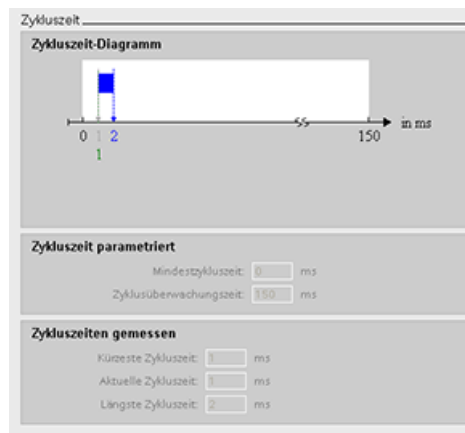 Zykluszeit
Zykluszeit-Diagramm
0 1 2 150 in ms
1
Zykluszeit parametriert
Mindestzykluszeit: 0 ms
Zyklusüberwachungszeit: 150 ms
Zykluszeiten gemessen
Kürzeste Zykluszeit: 1 ms
Aktuelle Zykluszeit: 1 ms
Längste Zykluszeit: 2 ms